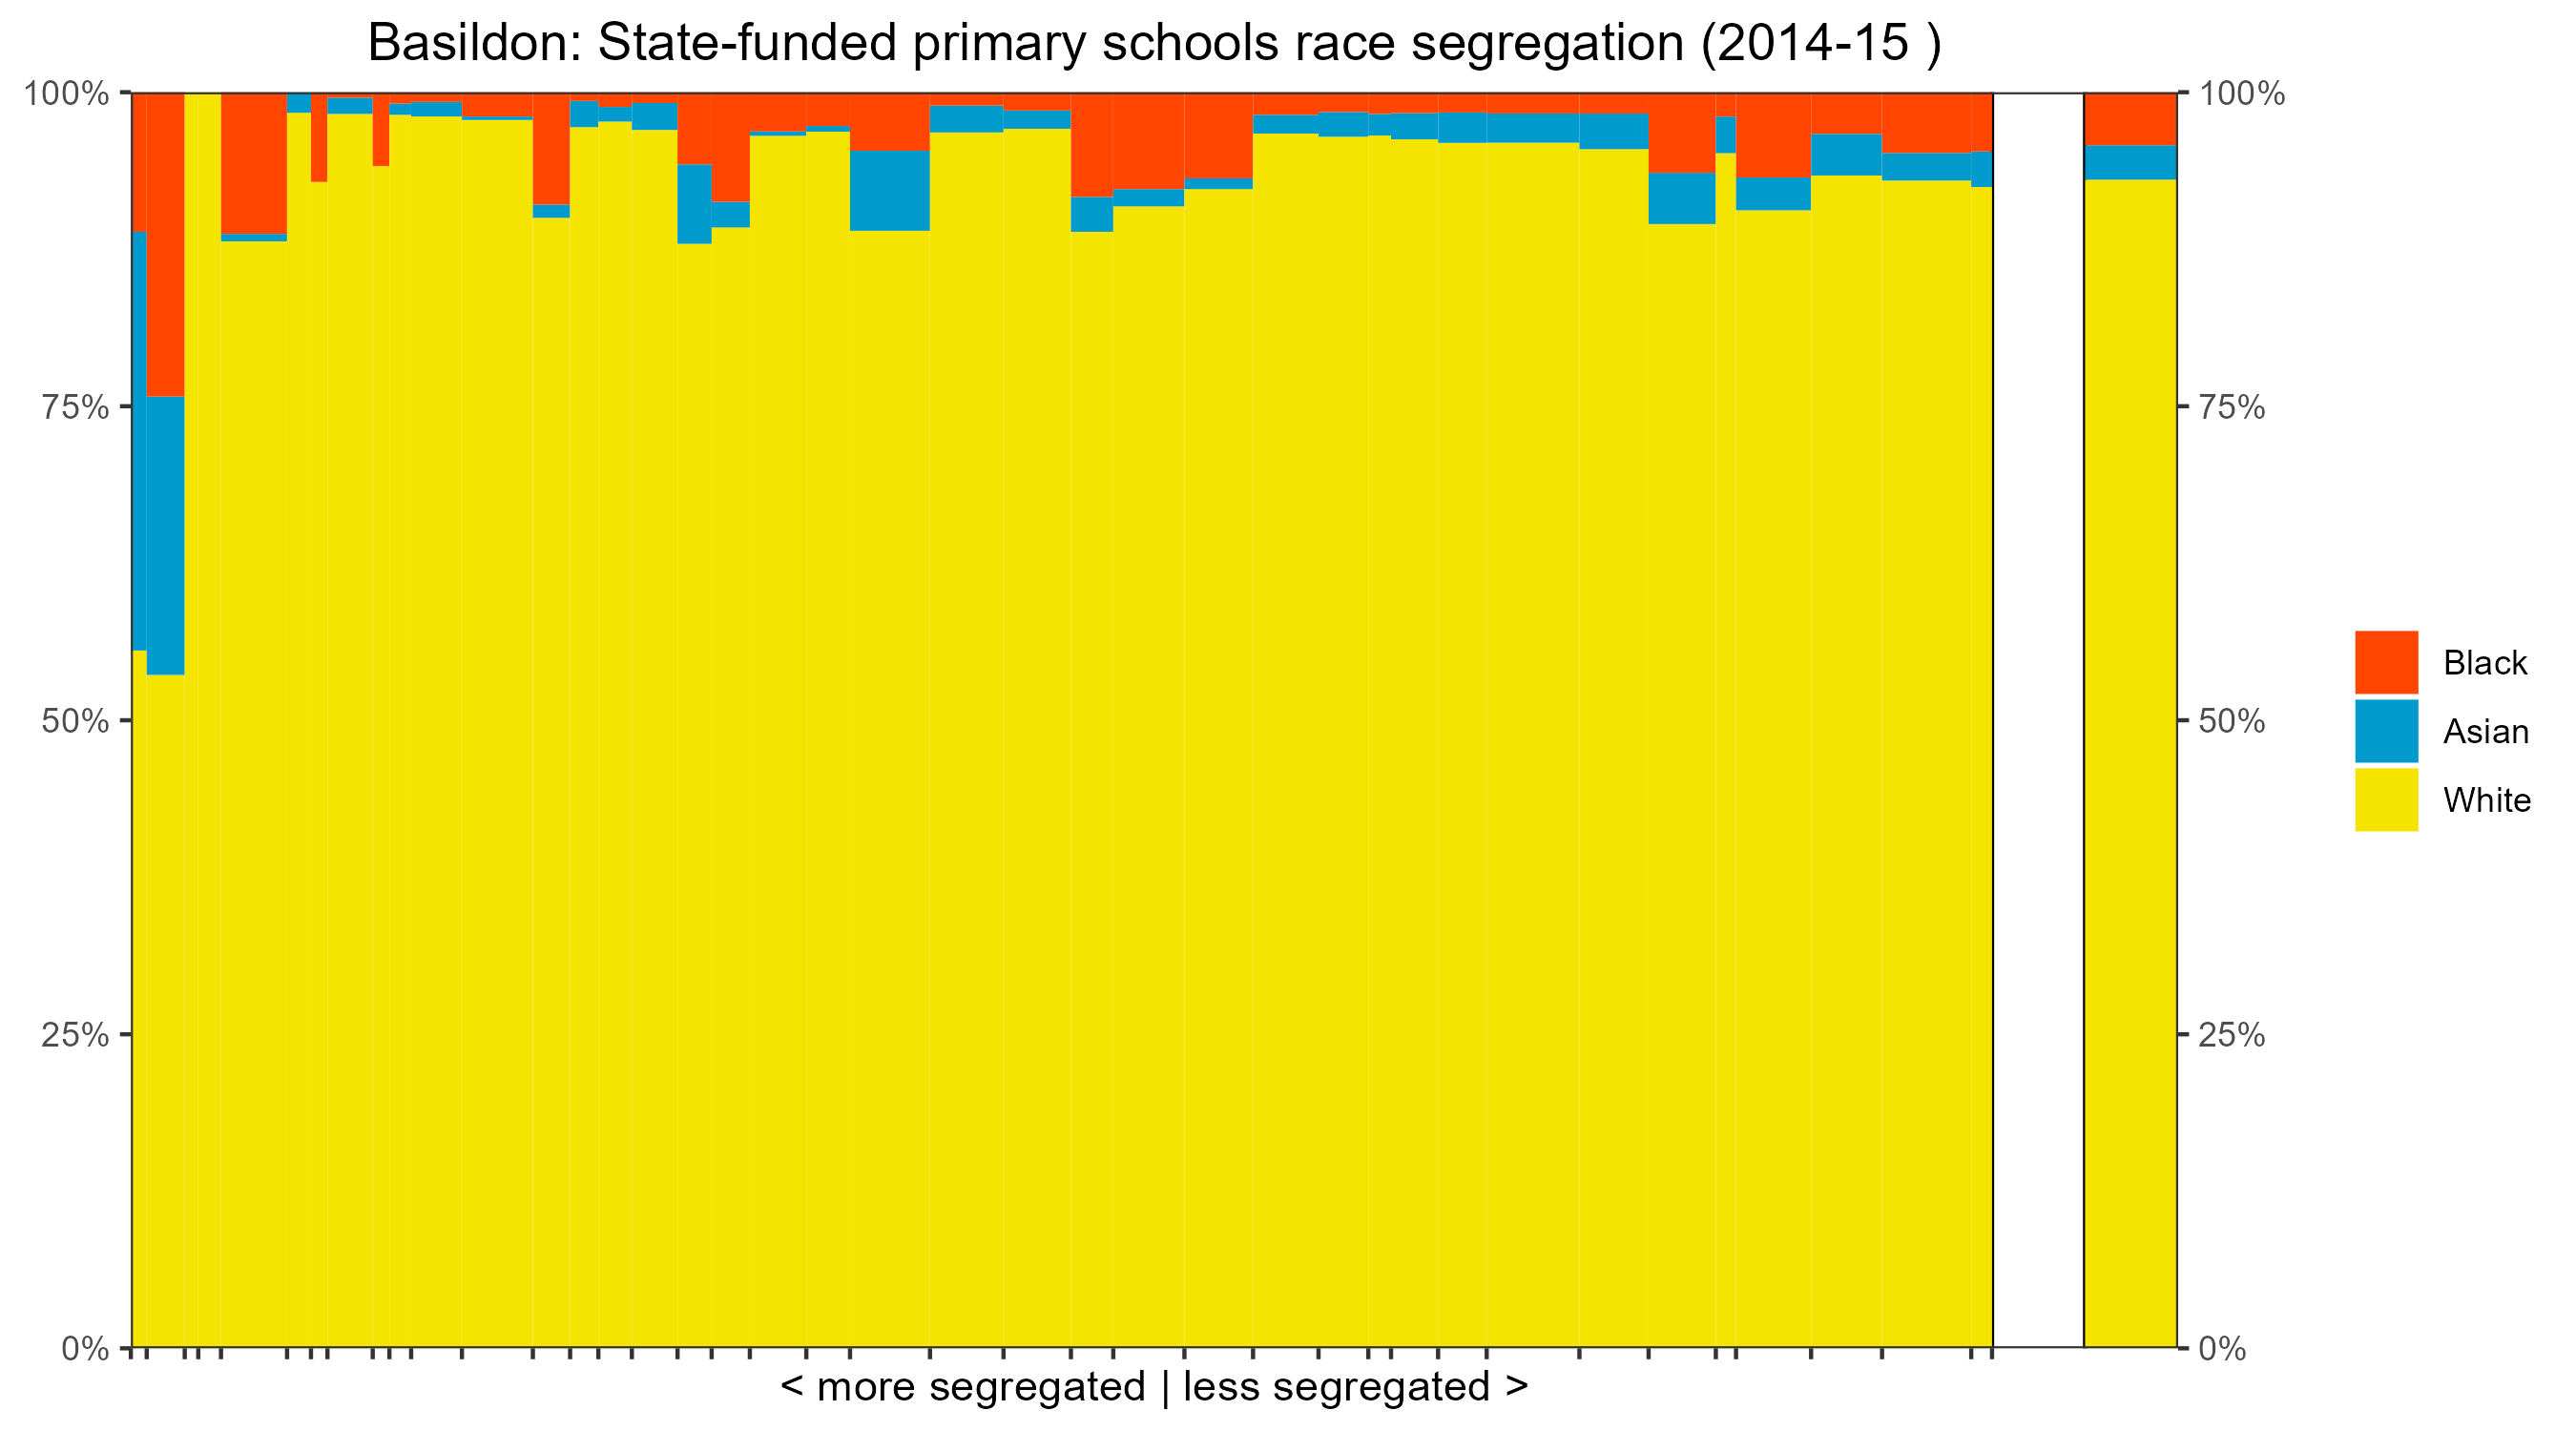 Basildon: State-funded primary schools race segregation (2014-15 )
100%
75%
50%
25%
0%
100%
75%
50%
25%
0%
Black
Asian
White
< more segregated | less segregated >